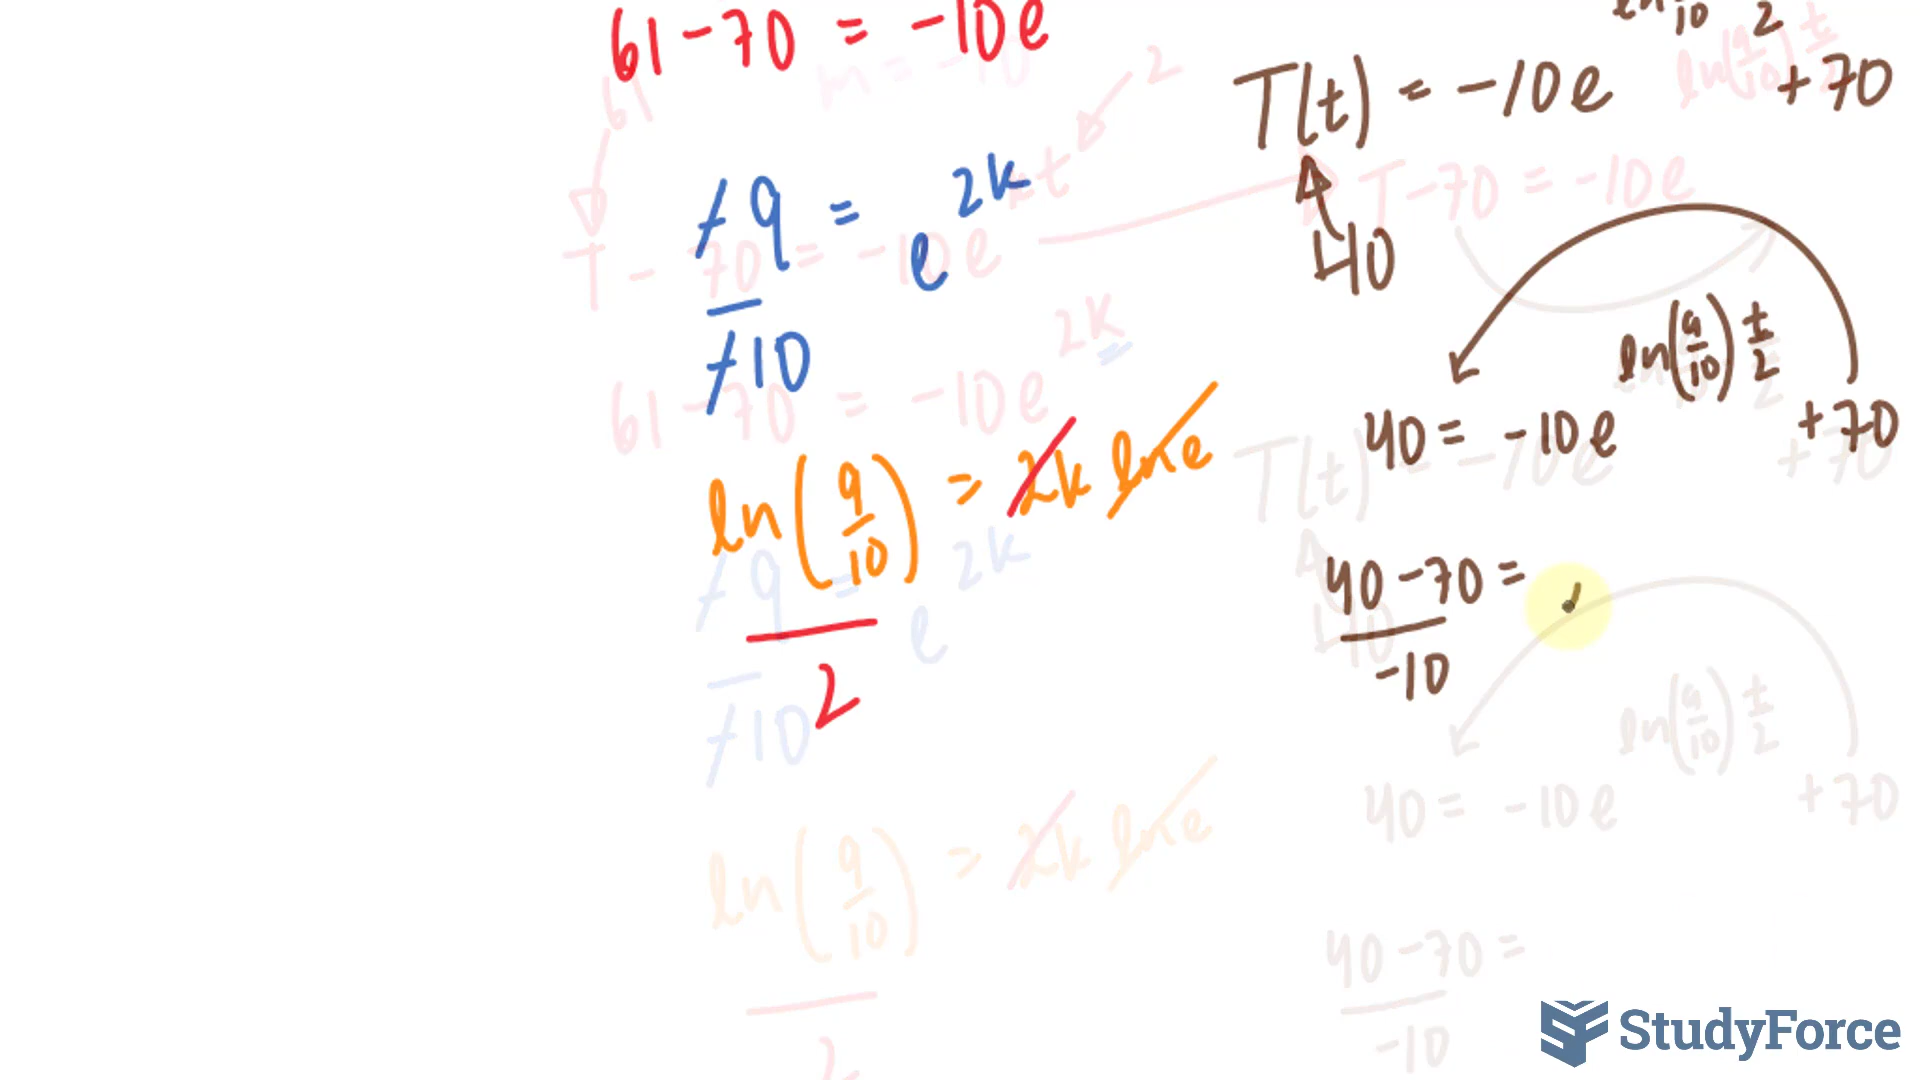 61-70 = -10e
-9/-10 = e^2k
ln(9/10)/2 = 2k ln e
T(t) = -10e +70
40
40 = -10e^ln(9/10) t/2 +70
40-70/-10 =
StudyForce